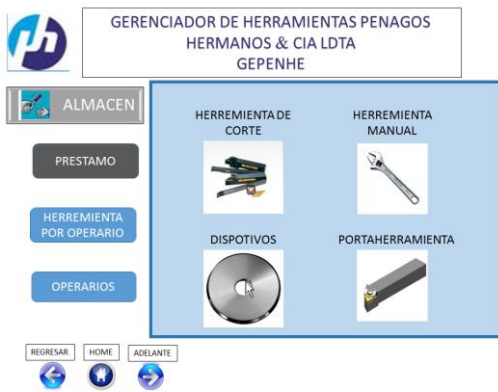 GERENCIADOR DE HERRAMIENTAS PENAGOS
HERMANOS & CIA LDTA
GEPENHE
ALMACEN
PRESTAMO
HERREMIENTA
POR OPERARIO
OPERARIOS
HERREMIENTA DE
CORTE
HERREMIENTA
MANUAL
DISPOTIVOS
PORTAHERRAMIENTA
REGRESAR
HOME
ADELANTE